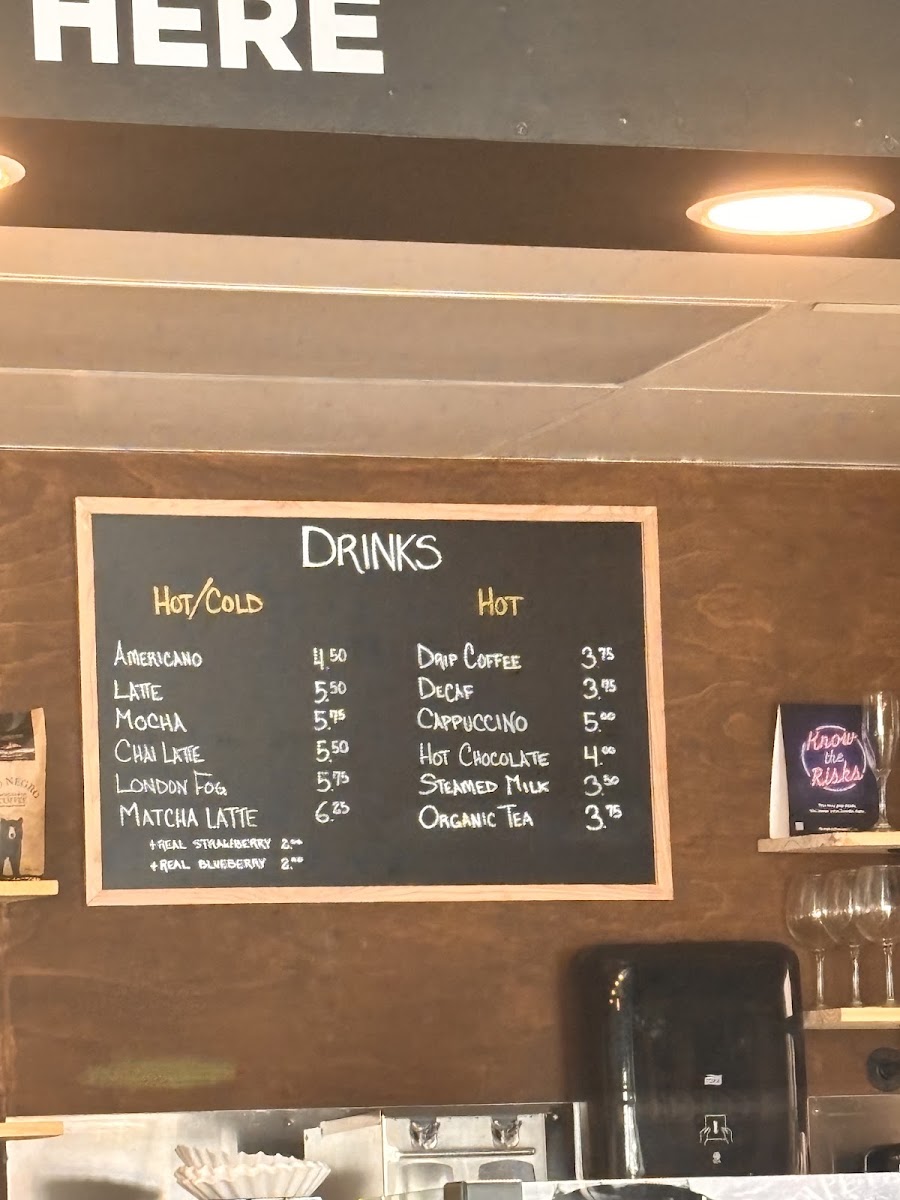 HERE
DRINKS
HOT/COLD
AMERICANO 4.50
LATTE 5.50
MOCHA 5.75
CHAI LATTE 5.50
LONDON FOG 5.75
MATCHA LATTE 6.25
+REAL STRAWBERRY 2.00
+REAL BLUEBERRY 2.00
HOT
DRIP COFFEE 3.75
DECAF 3.75
CAPPUCCINO 5.00
HOT CHOCOLATE 4.00
STEAMED MILK 3.50
ORGANIC TEA 3.75
NEGRO
Know
the
Risks